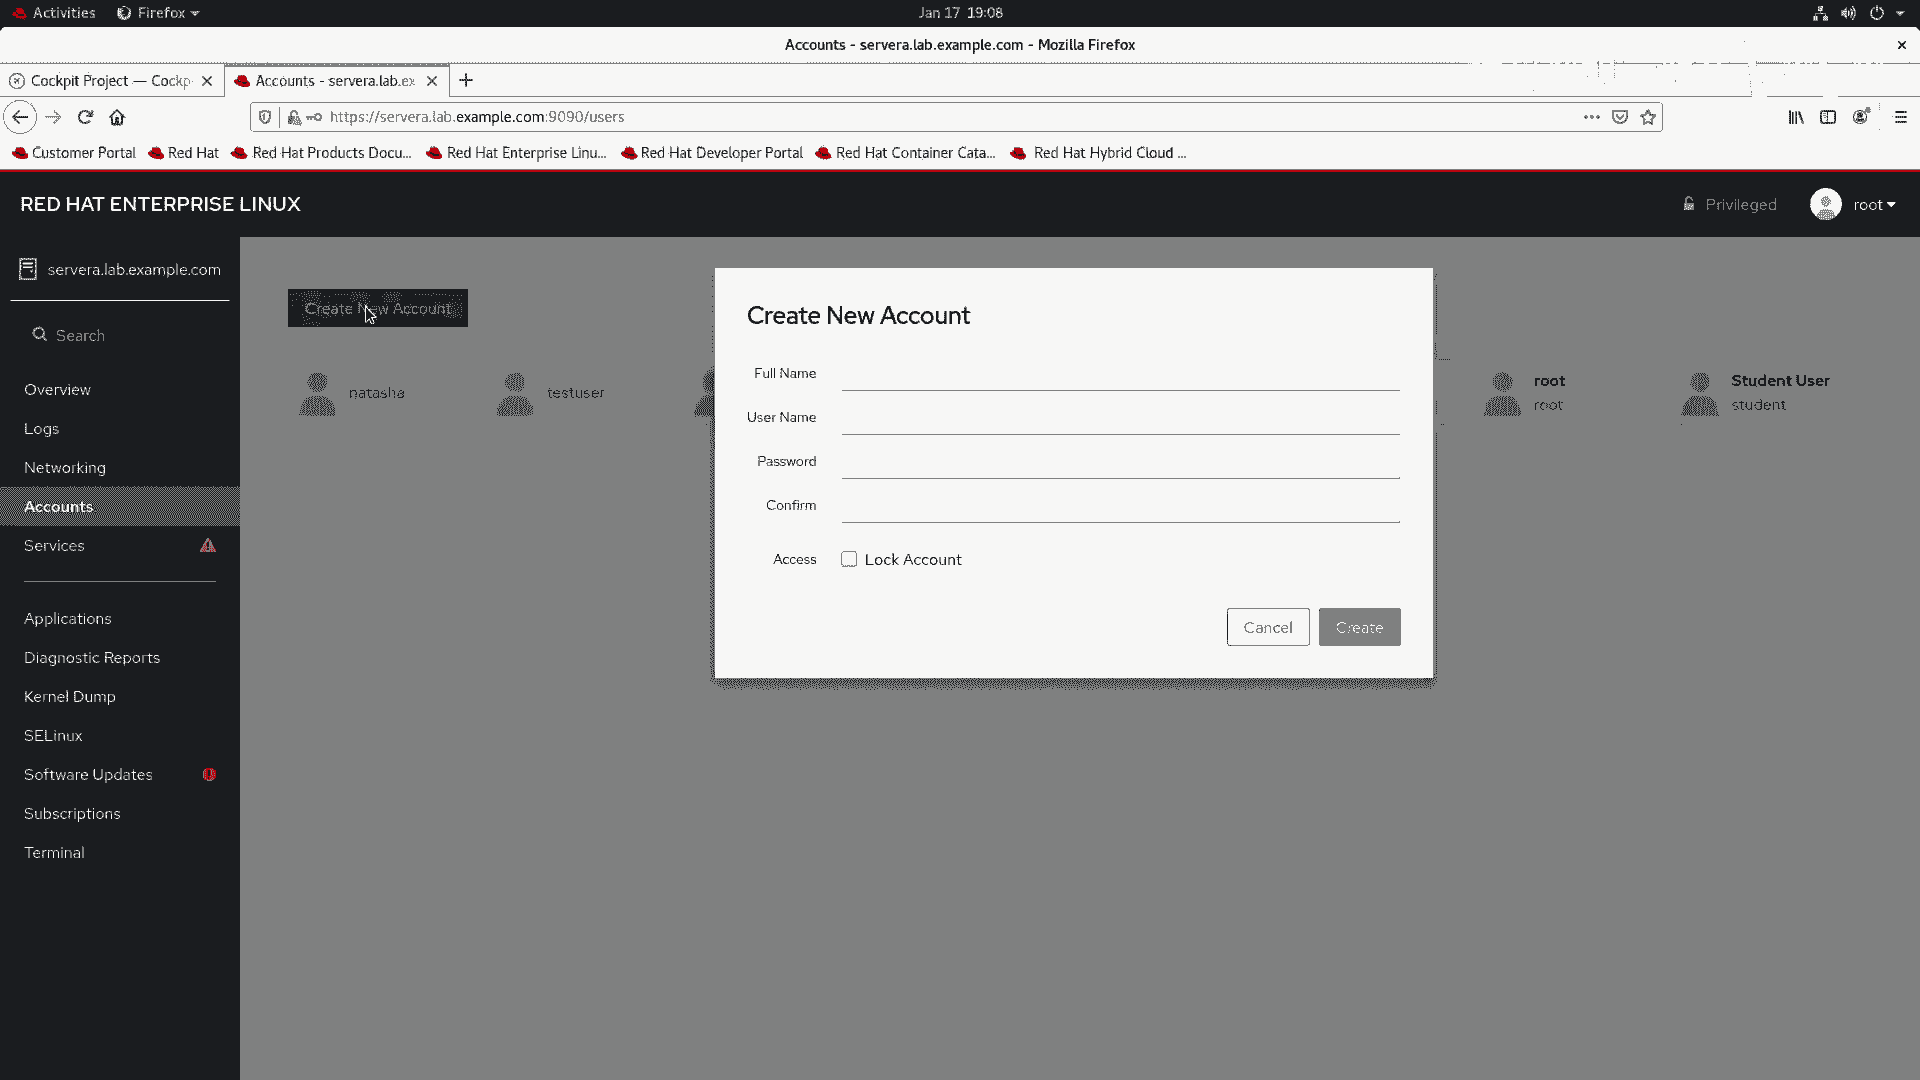 Activities Firefox Jan 17 19:08
Accounts - servera.lab.example.com - Mozilla Firefox
Cockpit Project — Cockp Accounts - servera.lab.ex
https://servera.lab.example.com:9090/users
Customer Portal Red Hat Red Hat Products Docu... Red Hat Enterprise Linu... Red Hat Developer Portal Red Hat Container Cata... Red Hat Hybrid Cloud ...
RED HAT ENTERPRISE LINUX Privileged root
servera.lab.example.com
Search
Overview
Logs
Networking
Accounts
Services
Applications
Diagnostic Reports
Kernel Dump
SELinux
Software Updates
Subscriptions
Terminal
Create New Account
natasha testuser
root
root
Student User
student
Create New Account
Full Name
User Name
Password
Confirm
Access Lock Account
Cancel Create